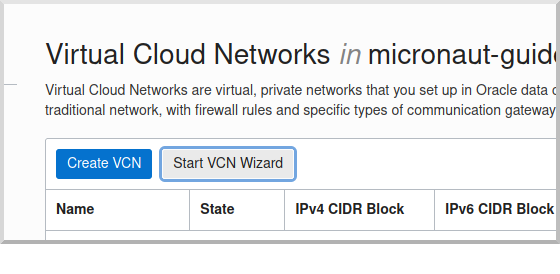 Virtual Cloud Networks in micronaut-guide
Virtual Cloud Networks are virtual, private networks that you set up in Oracle data
traditional network, with firewall rules and specific types of communication gateway
Create VCN Start VCN Wizard
Name State IPv4 CIDR Block IPv6 CIDR Block